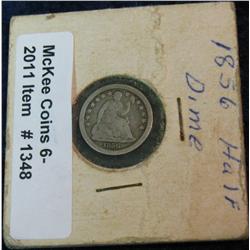 McKee Coins 6-
2011 Item # 1348
1856 Half
Dime